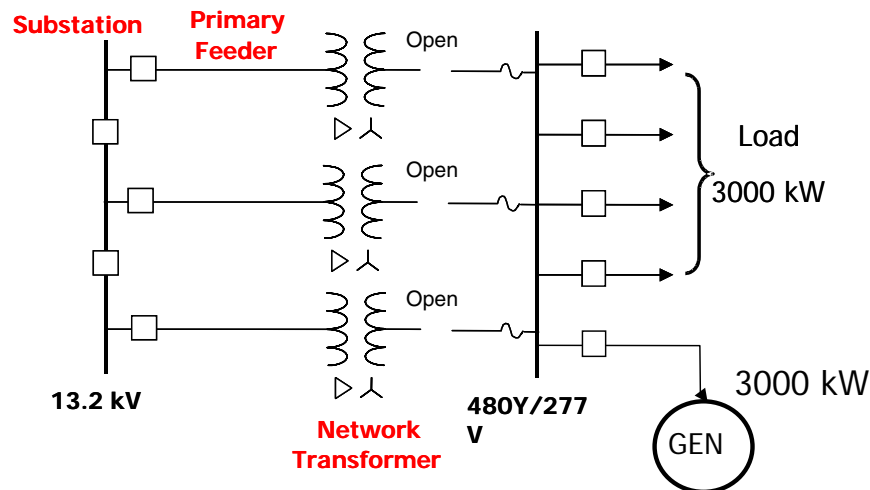 Substation
Primary
Feeder
Open
Open
Open
Load
3000 kW
13.2 kV
480Y/277
V
Network
Transformer
3000 kW
GEN